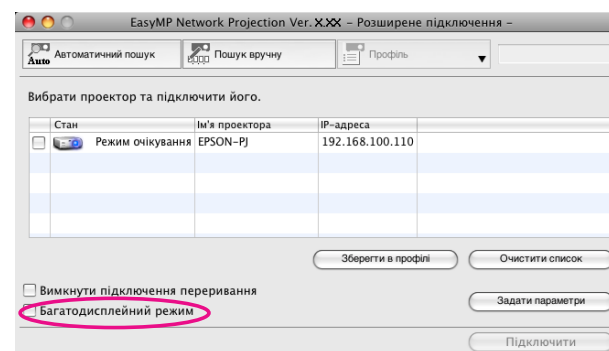 EasyMP Network Projection Ver. X.XX – Розширене підключення –
Auto Автоматичний пошук Пошук вручну Профіль
Вибрати проектор та підключити його.
Стан Ім'я проектора IP-адреса
Режим очікування EPSON-PJ 192.168.100.110
Зберегти в профілі Очистити список
Вимкнути підключення переривання
Задати параметри
Багатодисплейний режим
Підключити